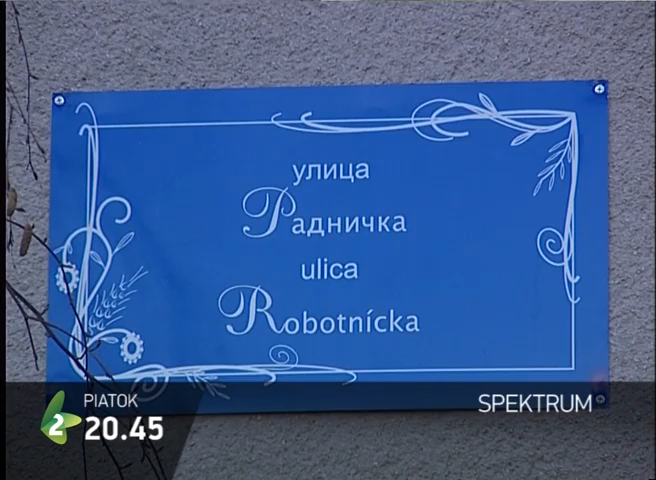 улица
Радничка
ulica
Robotnícka
PIATOK
2 20.45
SPEKTRUM